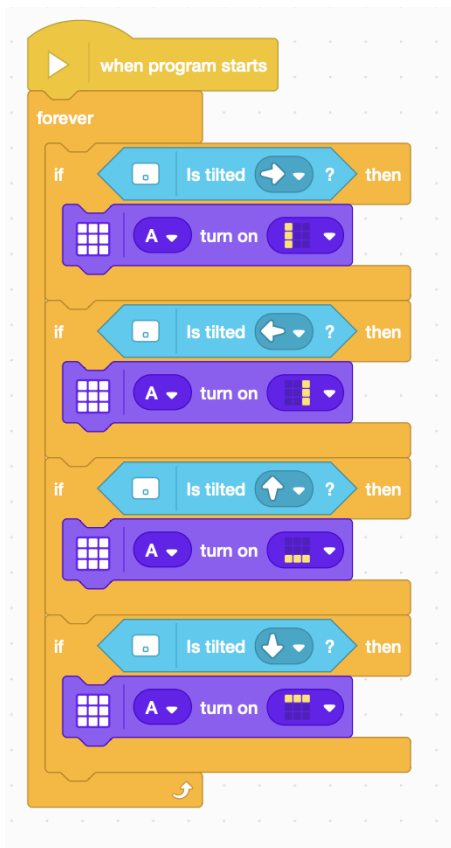 when program starts
forever
if Is tilted ? then
A turn on
if Is tilted ? then
A turn on
if Is tilted ? then
A turn on
if Is tilted ? then
A turn on